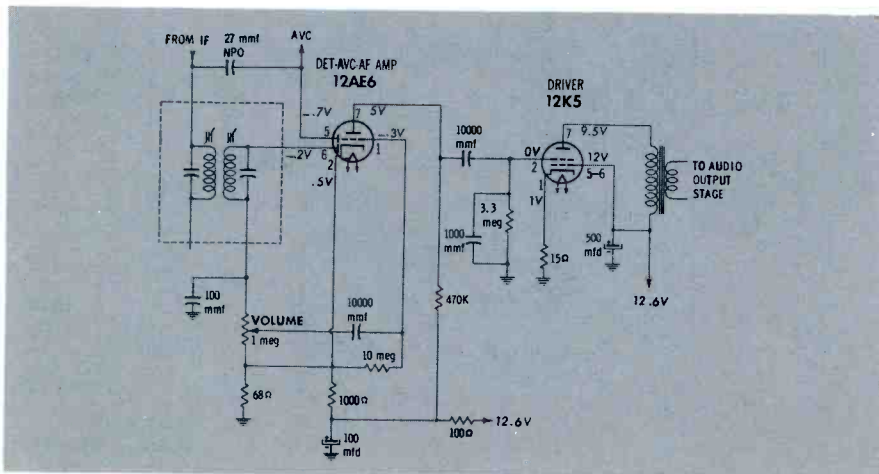 FROM IF
27 mmf
NPO
AVC
DET-AVC-AF AMP
12AE6
-.7V
5V
7
5
6
2
1
-.3V
-.2V
.5V
10000
mmf
DRIVER
12K5
7
9.5V
0V
2
12V
5-6
1
1V
TO AUDIO
OUTPUT
STAGE
1000
mmf
3.3
meg
15Ω
500
mfd
12.6V
100
mmf
VOLUME
1 meg
10000
mmf
10 meg
470K
68Ω
1000Ω
100
mfd
100Ω
12.6V